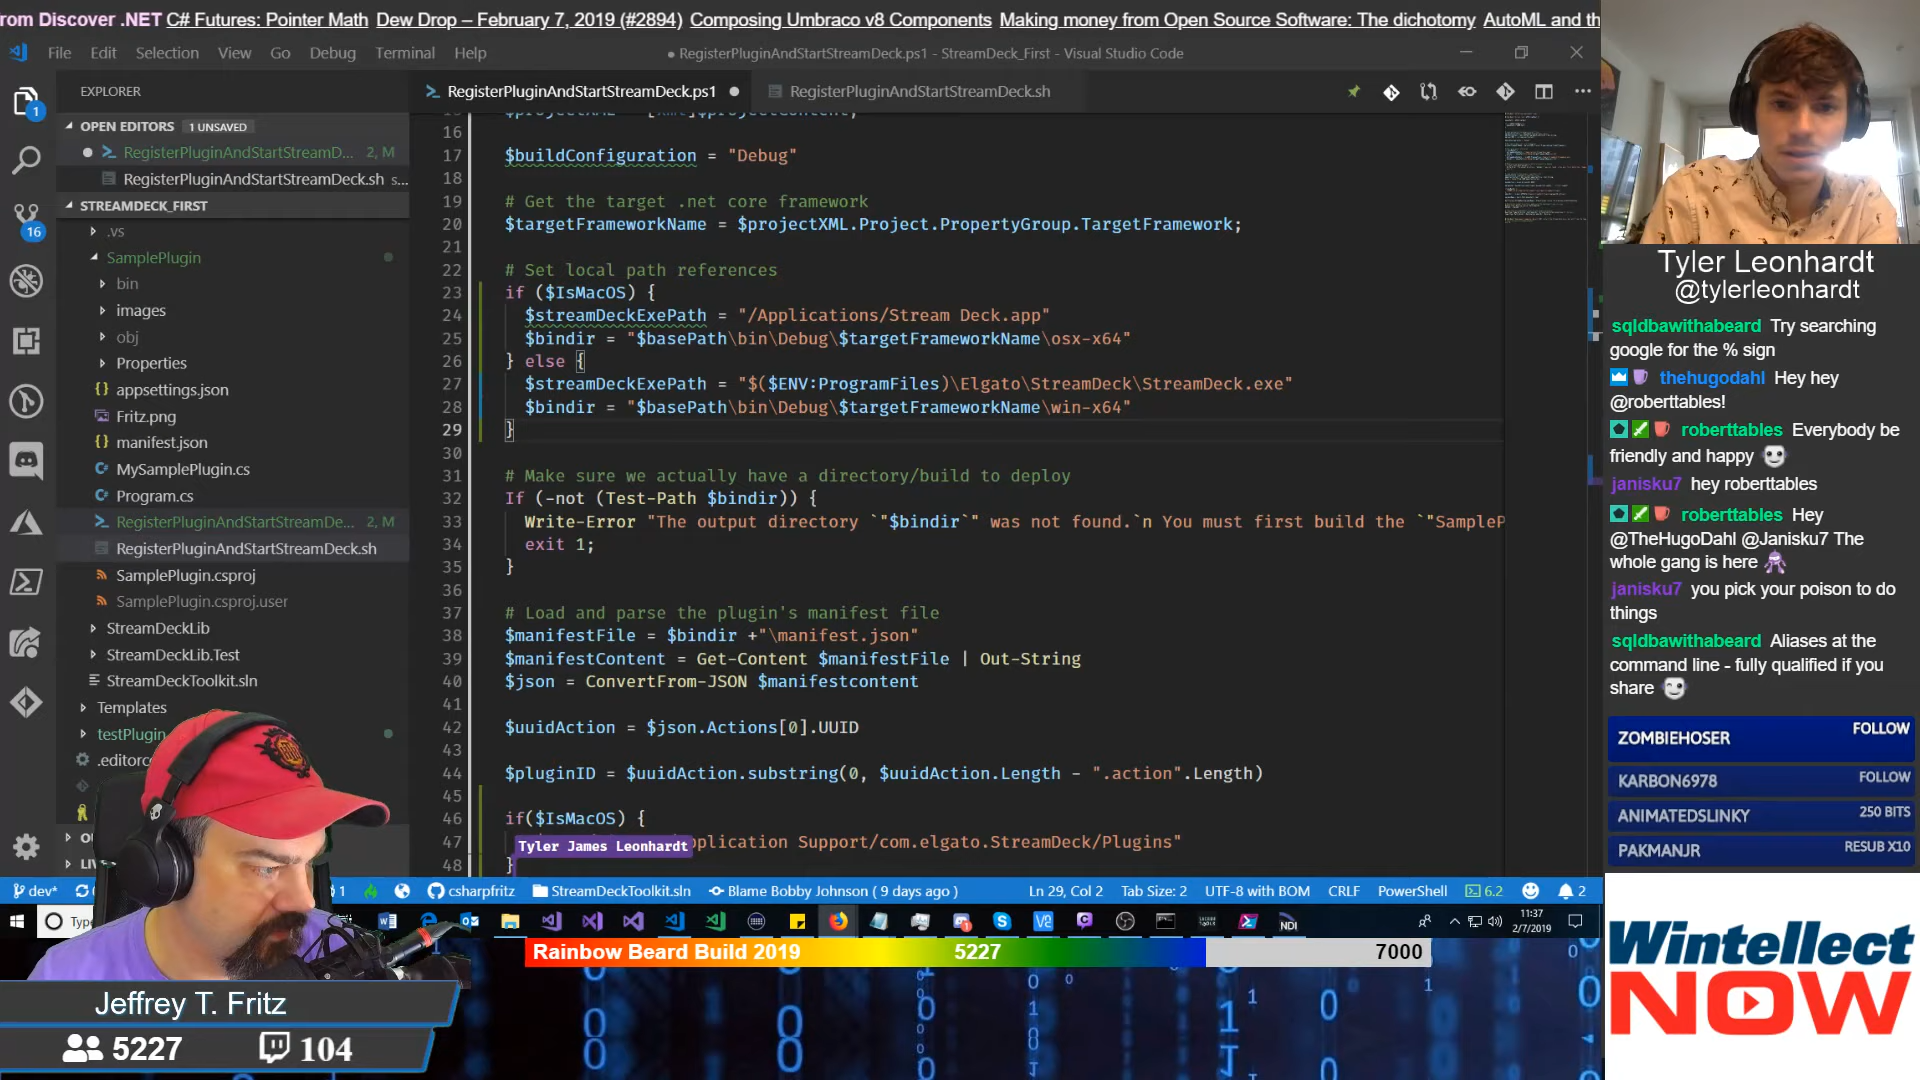 rom Discover .NET C# Futures: Pointer Math Dew Drop – February 7, 2019 (#2894) Composing Umbraco v8 Components Making money from Open Source Software: The dichotomy AutoML and th
File Edit Selection View Go Debug Terminal Help
● RegisterPluginAndStartStreamDeck.ps1 - StreamDeck_First - Visual Studio Code
EXPLORER
RegisterPluginAndStartStreamDeck.ps1 ●
RegisterPluginAndStartStreamDeck.sh
1
OPEN EDITORS 1 UNSAVED
RegisterPluginAndStartStreamD... 2, M
RegisterPluginAndStartStreamDeck.sh s...
STREAMDECK_FIRST
16
.vs
SamplePlugin
bin
images
obj
Properties
appsettings.json
Fritz.png
manifest.json
MySamplePlugin.cs
Program.cs
RegisterPluginAndStartStreamDe... 2, M
RegisterPluginAndStartStreamDeck.sh
SamplePlugin.csproj
SamplePlugin.csproj.user
StreamDeckLib
StreamDeckLib.Test
StreamDeckToolkit.sln
Templates
testPlugin
.editorc
16
17 $buildConfiguration = "Debug"
18
19 # Get the target .net core framework
20 $targetFrameworkName = $projectXML.Project.PropertyGroup.TargetFramework;
21
22 # Set local path references
23 if ($IsMacOS) {
24 $streamDeckExePath = "/Applications/Stream Deck.app"
25 $bindir = "$basePath\bin\Debug\$targetFrameworkName\osx-x64"
26 } else {
27 $streamDeckExePath = "$($ENV:ProgramFiles)\Elgato\StreamDeck\StreamDeck.exe"
28 $bindir = "$basePath\bin\Debug\$targetFrameworkName\win-x64"
29 }
30
31 # Make sure we actually have a directory/build to deploy
32 If (-not (Test-Path $bindir)) {
33 Write-Error "The output directory `"$bindir`" was not found.`n You must first build the `"SampleP
34 exit 1;
35 }
36
37 # Load and parse the plugin's manifest file
38 $manifestFile = $bindir +"\manifest.json"
39 $manifestContent = Get-Content $manifestFile | Out-String
40 $json = ConvertFrom-JSON $manifestcontent
41
42 $uuidAction = $json.Actions[0].UUID
43
44 $pluginID = $uuidAction.substring(0, $uuidAction.Length - ".action".Length)
45
46 if($IsMacOS) {
47 pplication Support/com.elgato.StreamDeck/Plugins"
Tyler James Leonhardt
48 }
dev* 1 csharpfritz StreamDeckToolkit.sln Blame Bobby Johnson ( 9 days ago ) Ln 29, Col 2 Tab Size: 2 UTF-8 with BOM CRLF PowerShell 6.2 2
Typ
NDI
11:37
2/7/2019
Rainbow Beard Build 2019 5227 7000
Jeffrey T. Fritz
5227 104
Tyler Leonhardt
@tylerleonhardt
sqldbawithabeard Try searching
google for the % sign
thehugodahl Hey hey
@roberttables!
roberttables Everybody be
friendly and happy
janisku7 hey roberttables
roberttables Hey
@TheHugoDahl @Janisku7 The
whole gang is here
janisku7 you pick your poison to do
things
sqldbawithabeard Aliases at the
command line - fully qualified if you
share
ZOMBIEHOSER FOLLOW
KARBON6978 FOLLOW
ANIMATEDSLINKY 250 BITS
PAKMANJR RESUB X10
Wintellect
NOW